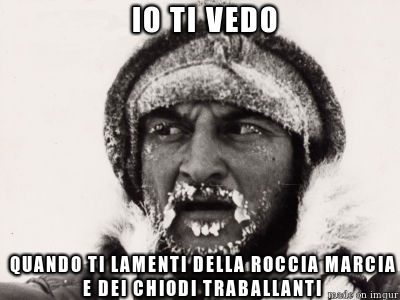 IO TI VEDO
QUANDO TI LAMENTI DELLA ROCCIA MARCIA
E DEI CHIODI TRABALLANTI
made on imgur